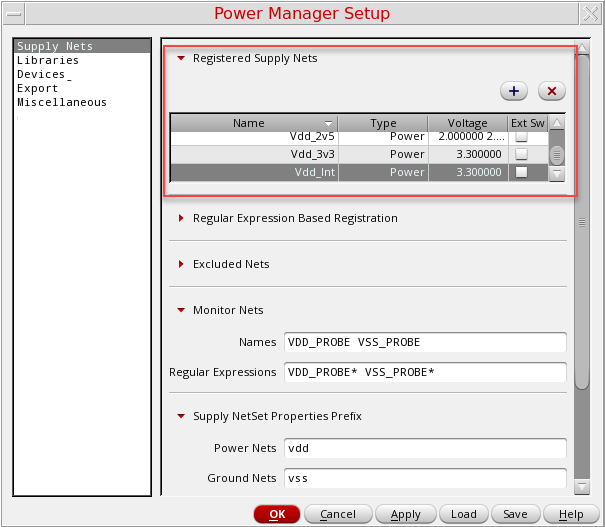 Power Manager Setup
Supply Nets
Libraries
Devices_
Export
Miscellaneous
Registered Supply Nets
+ ×
Name Type Voltage Ext Sw
Vdd_2v5 Power 2.000000 2....
Vdd_3v3 Power 3.300000
Vdd_Int Power 3.300000
Regular Expression Based Registration
Excluded Nets
Monitor Nets
Names VDD_PROBE VSS_PROBE
Regular Expressions VDD_PROBE* VSS_PROBE*
Supply NetSet Properties Prefix
Power Nets vdd
Ground Nets vss
OK Cancel Apply Load Save Help